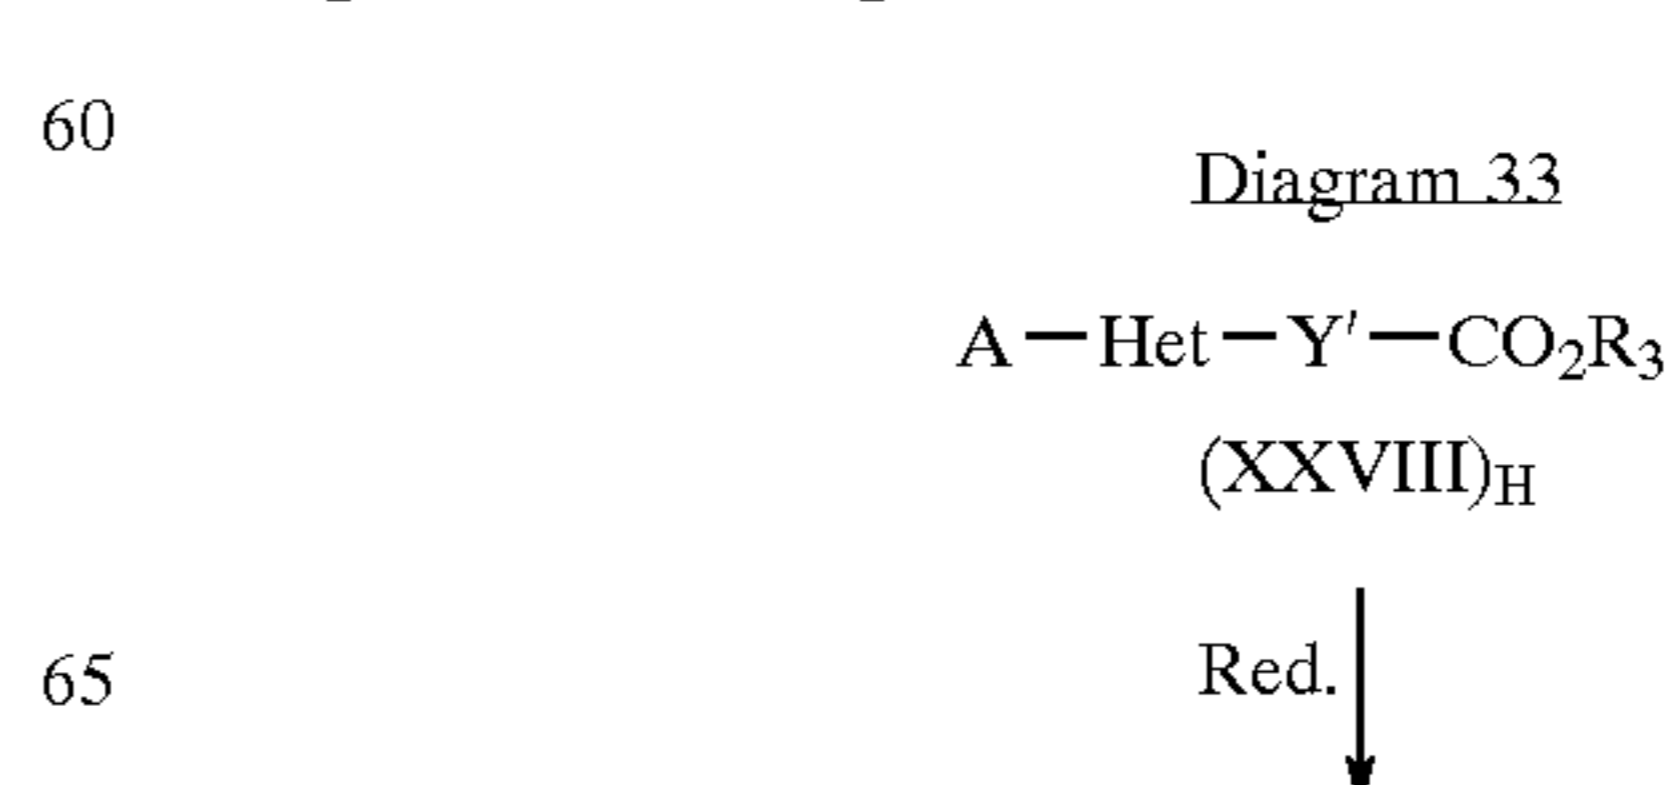 60
Diagram 33
A—Het—Y′—CO₂R₃
(XXVIII)H
65
Red.